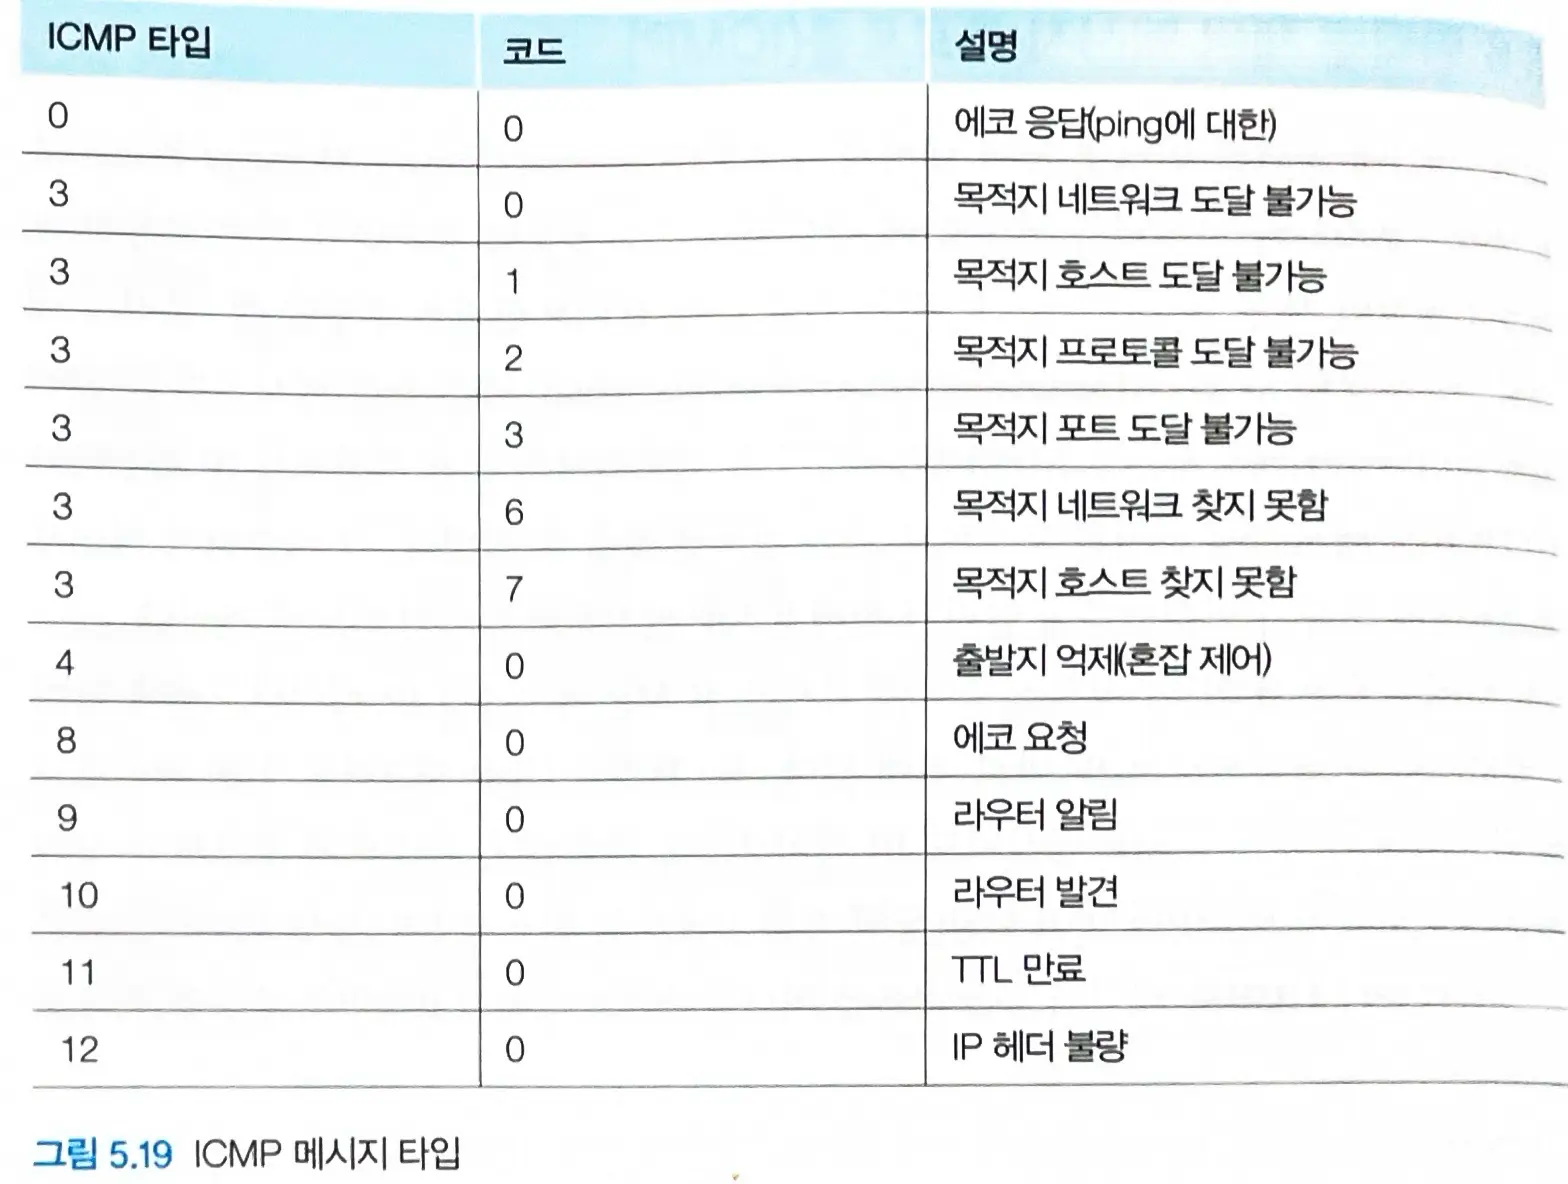 ICMP 타입 코드 설명
0 0 에코 응답(ping에 대한)
3 0 목적지 네트워크 도달 불가능
3 1 목적지 호스트 도달 불가능
3 2 목적지 프로토콜 도달 불가능
3 3 목적지 포트 도달 불가능
3 6 목적지 네트워크 찾지 못함
3 7 목적지 호스트 찾지 못함
4 0 출발지 억제(혼잡 제어)
8 0 에코 요청
9 0 라우터 알림
10 0 라우터 발견
11 0 TTL 만료
12 0 IP 헤더 불량
그림 5.19 ICMP 메시지 타입